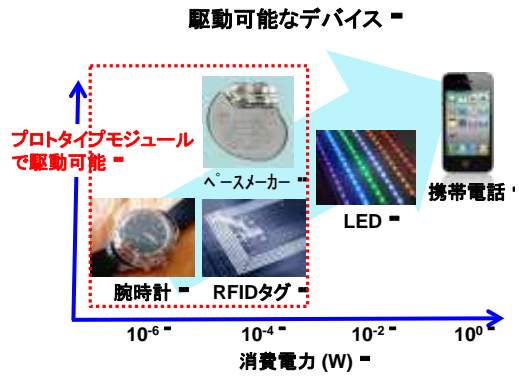 駆動可能なデバイス
プロトタイプモジュール
で駆動可能
ペースメーカー
携帯電話
LED
腕時計
RFIDタグ
10-6
10-4
10-2
100
消費電力 (W)